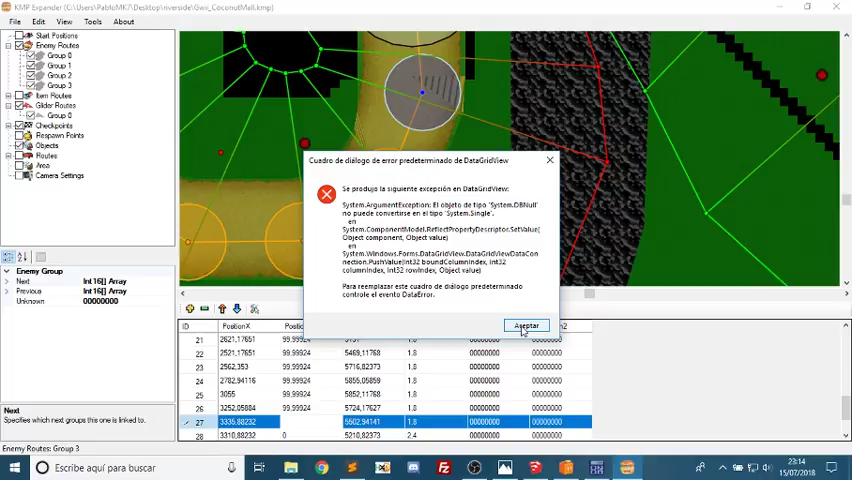 KMP Expander (C:\Users\PabloMK7\Desktop\riverside\Gwii_CoconutMall.kmp)
File Edit View Tools About
Start Positions
Enemy Routes
Group 0
Group 1
Group 2
Group 3
Item Routes
Glider Routes
Group 0
Checkpoints
Respawn Points
Objects
Routes
Area
Camera Settings
Cuadro de diálogo de error predeterminado de DataGridView
Se produjo la siguiente excepción en DataGridView:
System.ArgumentException: El objeto de tipo 'System.DBNull'
no puede convertirse en el tipo 'System.Single'.
en
System.ComponentModel.ReflectPropertyDescriptor.SetValue(
Object component, Object value)
en
System.Windows.Forms.DataGridView.DataGridViewDataCon
nection.PushValue(Int32 boundColumnIndex, Int32
columnIndex, Int32 rowIndex, Object value)
Para reemplazar este cuadro de diálogo predeterminado
controle el evento DataError.
Aceptar
Enemy Group
Next Int16[] Array
Previous Int16[] Array
Unknown 00000000
Next
Specifies which next groups this one is linked to.
ID PositionX
21 2621,17651 99.99924 1.8 00000000 00000000
22 2521,17651 99.99924 5469,11768 1.8 00000000 00000000
23 2562,353 99.99924 5716,82373 1.8 00000000 00000000
24 2782,94116 99.99924 5855,05859 1.8 00000000 00000000
25 3055 99.99924 5852,11768 1.8 00000000 00000000
26 3252,05884 99.99924 5724,17627 1.8 00000000 00000000
27 3335,88232 5502,94141 1.8 00000000 00000000
28 3310,88232 0 5210,82373 2.4 00000000 00000000
Enemy Routes: Group 3
Escribe aquí para buscar
23:14
15/07/2018